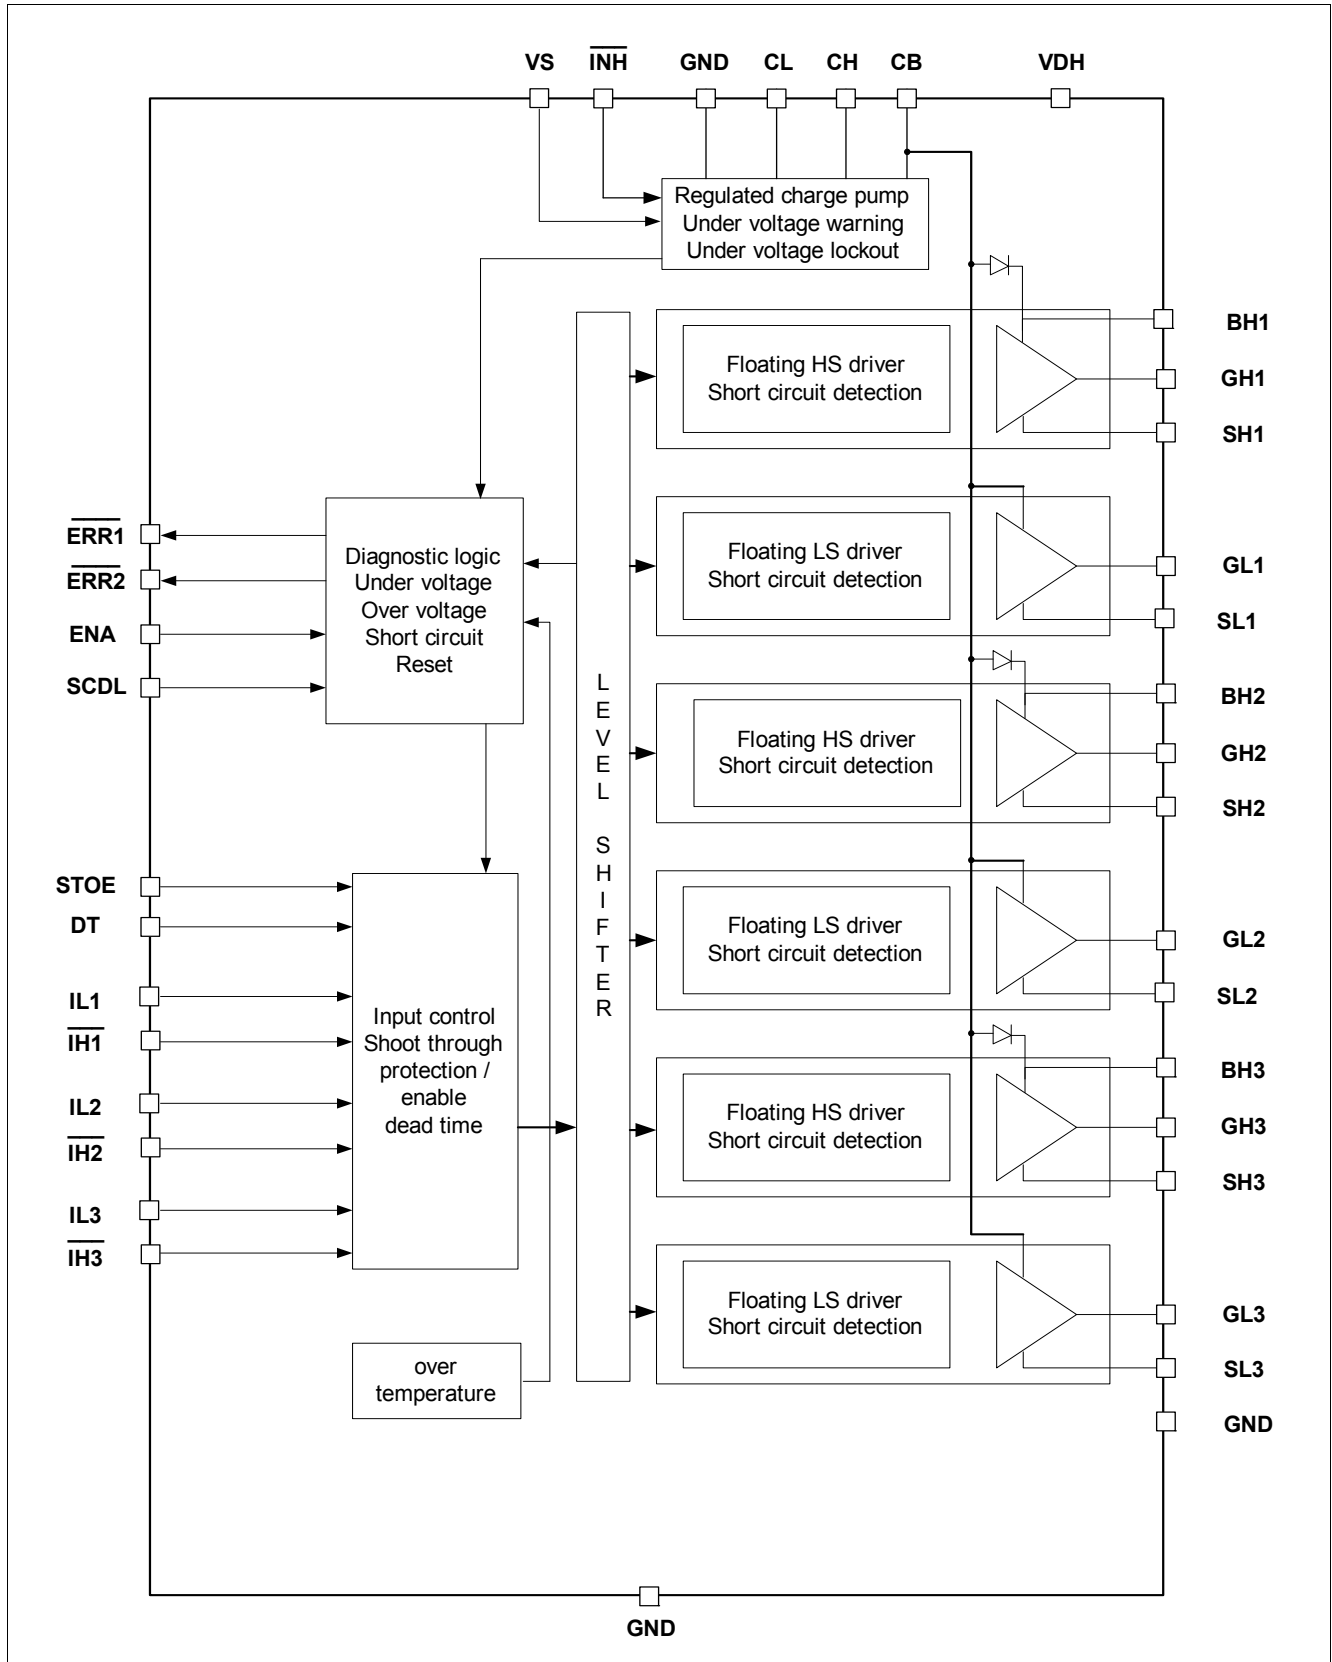 VS INH GND CL CH CB VDH
Regulated charge pump
Under voltage warning
Under voltage lockout
BH1
Floating HS driver
Short circuit detection
GH1
SH1
ERR1
ERR2
ENA
SCDL
Diagnostic logic
Under voltage
Over voltage
Short circuit
Reset
Floating LS driver
Short circuit detection
GL1
SL1
LEVEL SHIFTER
BH2
Floating HS driver
Short circuit detection
GH2
SH2
STOE
DT
IL1
IH1
IL2
IH2
IL3
IH3
Input control
Shoot through
protection /
enable
dead time
Floating LS driver
Short circuit detection
GL2
SL2
BH3
Floating HS driver
Short circuit detection
GH3
SH3
Floating LS driver
Short circuit detection
GL3
SL3
over
temperature
GND
GND